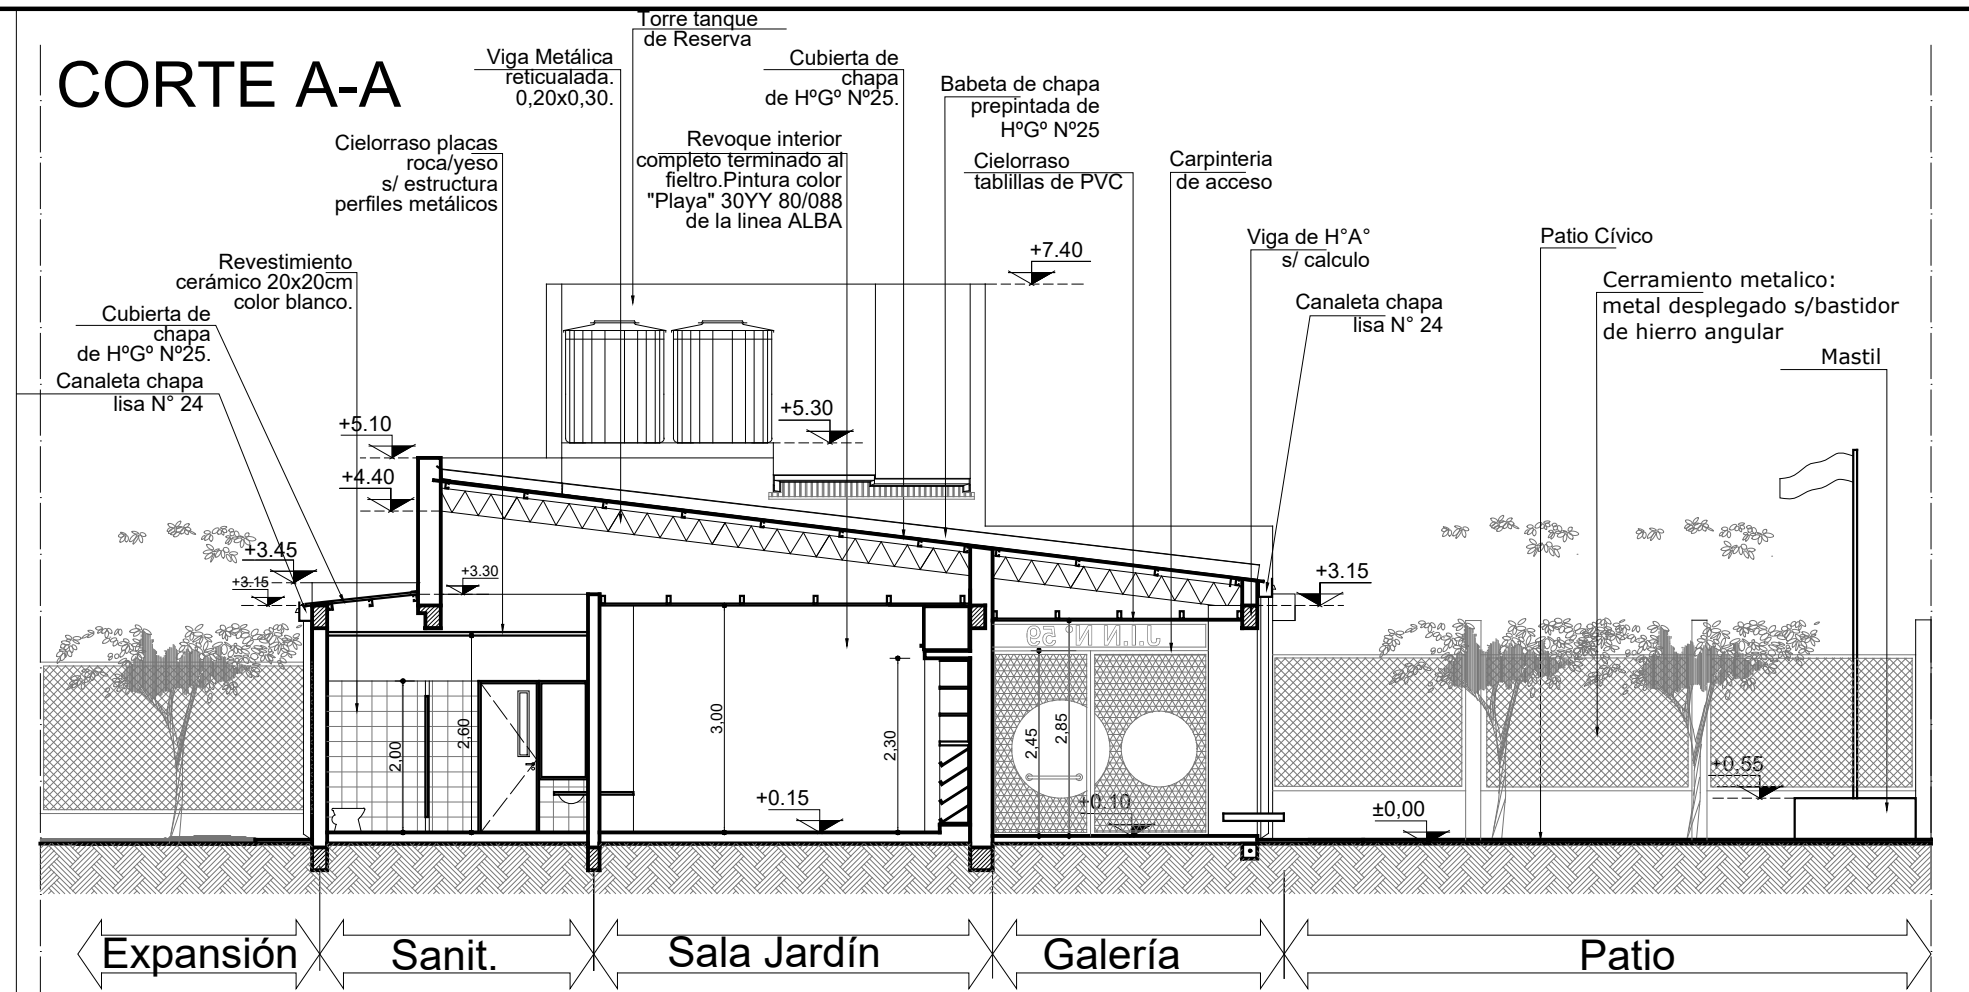 CORTE A-A
Torre tanque
de Reserva
Viga Metálica
reticualada.
0,20x0,30.
Cubierta de
chapa
de HºGº Nº25.
Babeta de chapa
prepintada de
HºGº Nº25
Cielorraso placas
roca/yeso
s/ estructura
perfiles metálicos
Revoque interior
completo terminado al
fieltro.Pintura color
"Playa" 30YY 80/088
de la linea ALBA
Cielorraso
tablillas de PVC
Carpinteria
de acceso
Revestimiento
cerámico 20x20cm
color blanco.
Viga de H°A°
s/ calculo
Patio Cívico
Cerramiento metalico:
metal desplegado s/bastidor
de hierro angular
Cubierta de
chapa
de HºGº Nº25.
Canaleta chapa
lisa N° 24
Canaleta chapa
lisa N° 24
Mastil
+7.40
+5.30
+5.10
+4.40
+3.45
+3.15
+3.30
+3.15
J.I.N N° 59
2,00
2,60
3,00
2,30
2,45
2,85
+0.15
+0.10
±0,00
+0,55
Expansión
Sanit.
Sala Jardín
Galería
Patio